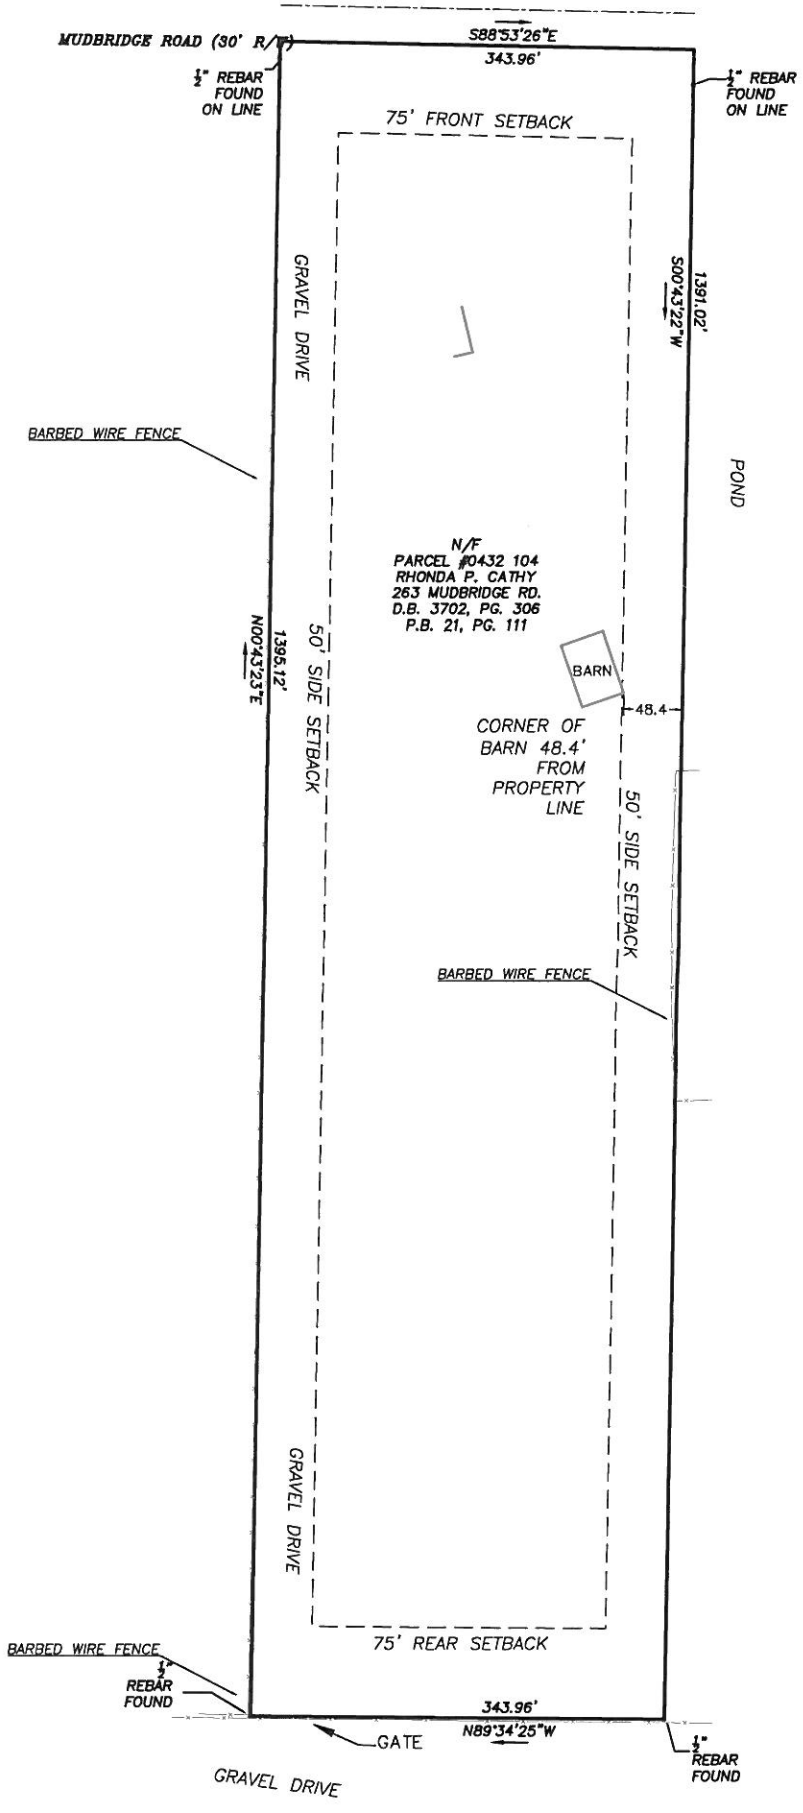 S88°53'26"E
MUDBRIDGE ROAD (30' R/
343.96'
½" REBAR
FOUND
ON LINE
½" REBAR
FOUND
ON LINE
75' FRONT SETBACK
GRAVEL DRIVE
1391.02'
S00°43'22"W
BARBED WIRE FENCE
POND
N/F
PARCEL #0432 104
RHONDA P. CATHY
263 MUDBRIDGE RD.
D.B. 3702, PG. 306
P.B. 21, PG. 111
1395.12'
N00°43'23"E
50' SIDE SETBACK
BARN
48.4
CORNER OF
BARN 48.4'
FROM
PROPERTY
LINE
50' SIDE SETBACK
BARBED WIRE FENCE
GRAVEL DRIVE
75' REAR SETBACK
BARBED WIRE FENCE
½"
REBAR
FOUND
343.96'
N89°34'25"W
GATE
½"
REBAR
FOUND
GRAVEL DRIVE